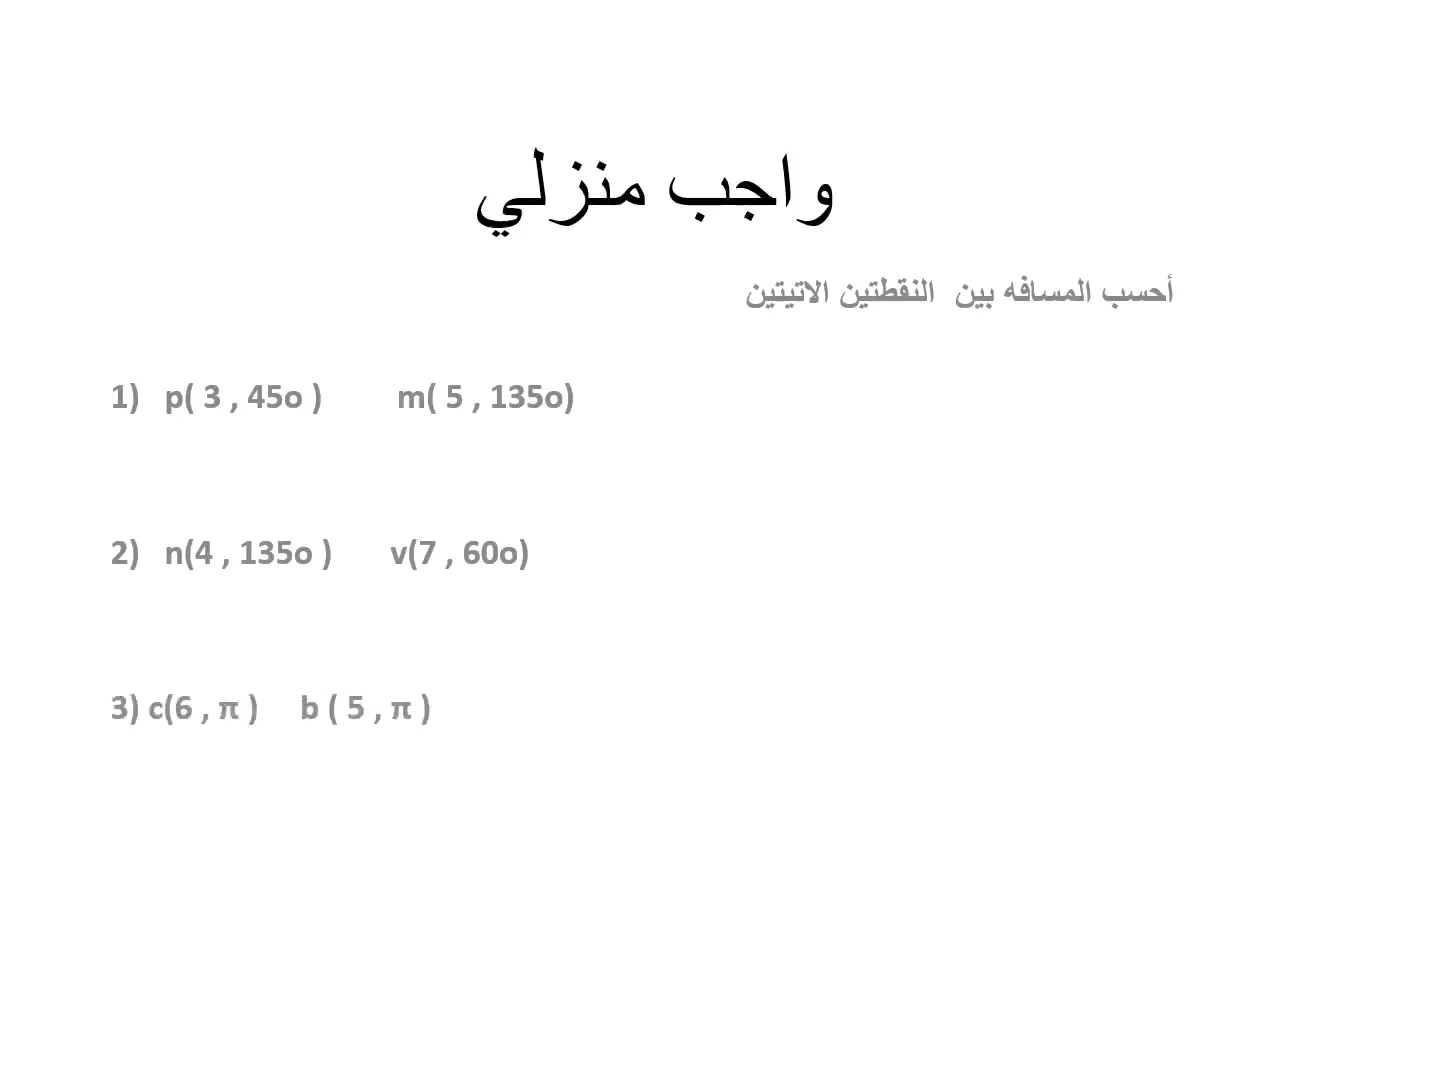 واجب منزلي
أحسب المسافه بين  النقطتين الاتيتين
1) p( 3 , 45o ) m( 5 , 135o)
2) n(4 , 135o ) v(7 , 60o)
3) c(6 , π ) b ( 5 , π )